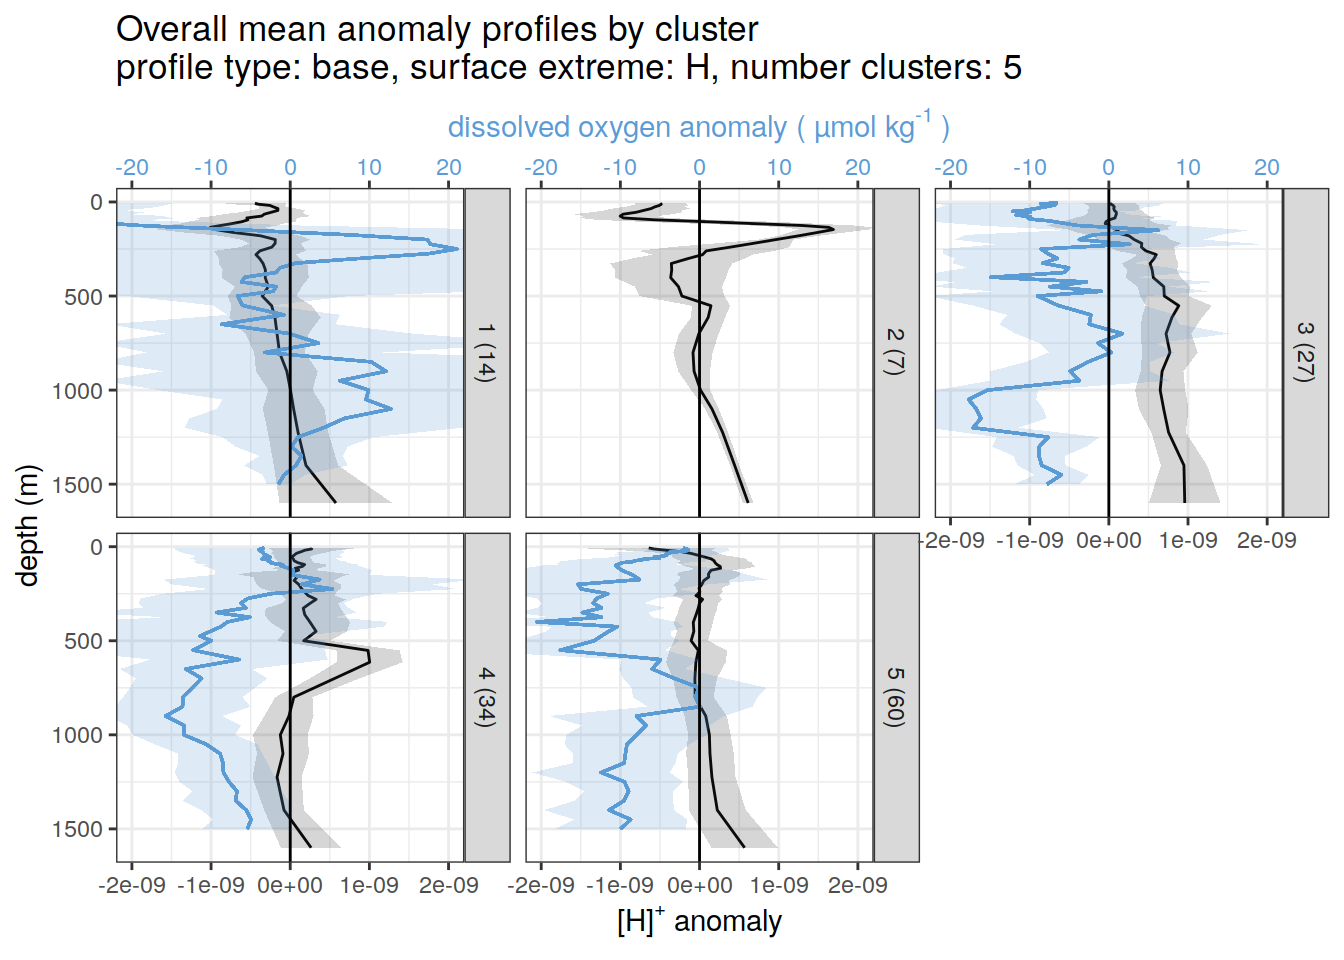 Overall mean anomaly profiles by cluster
profile type: base, surface extreme: H, number clusters: 5
dissolved oxygen anomaly ( µmol kg-1 )
-20 -10 0 10 20 -20 -10 0 10 20 -20 -10 0 10 20
0
500
1000
1500
1 (14)
2 (7)
3 (27)
-2e-09 -1e-09 0e+00 1e-09 2e-09
depth (m)
0
500
1000
1500
4 (34)
5 (60)
-2e-09 -1e-09 0e+00 1e-09 2e-09 -2e-09 -1e-09 0e+00 1e-09 2e-09
[H]+ anomaly